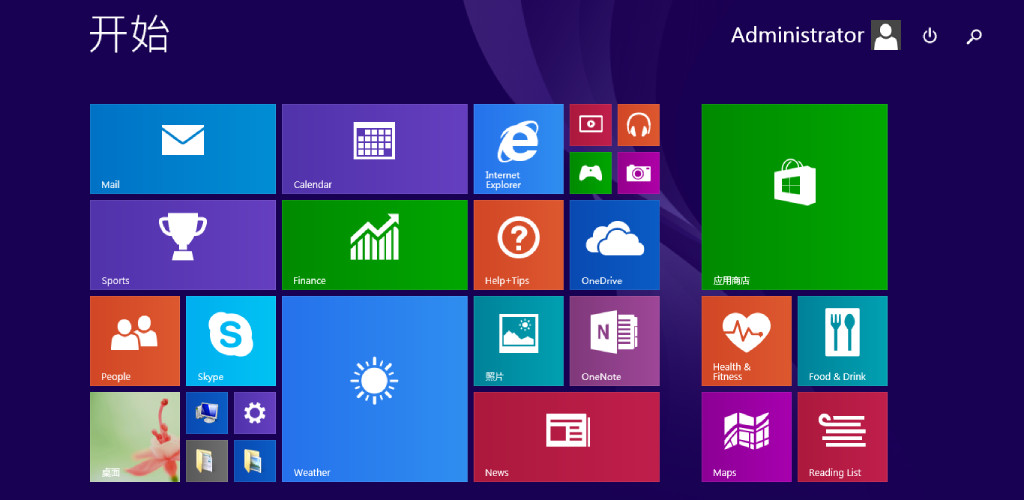 开始
Administrator
Mail
Calendar
Internet
Explorer
Sports
Finance
Help+Tips
OneDrive
应用商店
People
Skype
Weather
照片
OneNote
Health &
Fitness
Food & Drink
桌面
News
Maps
Reading List